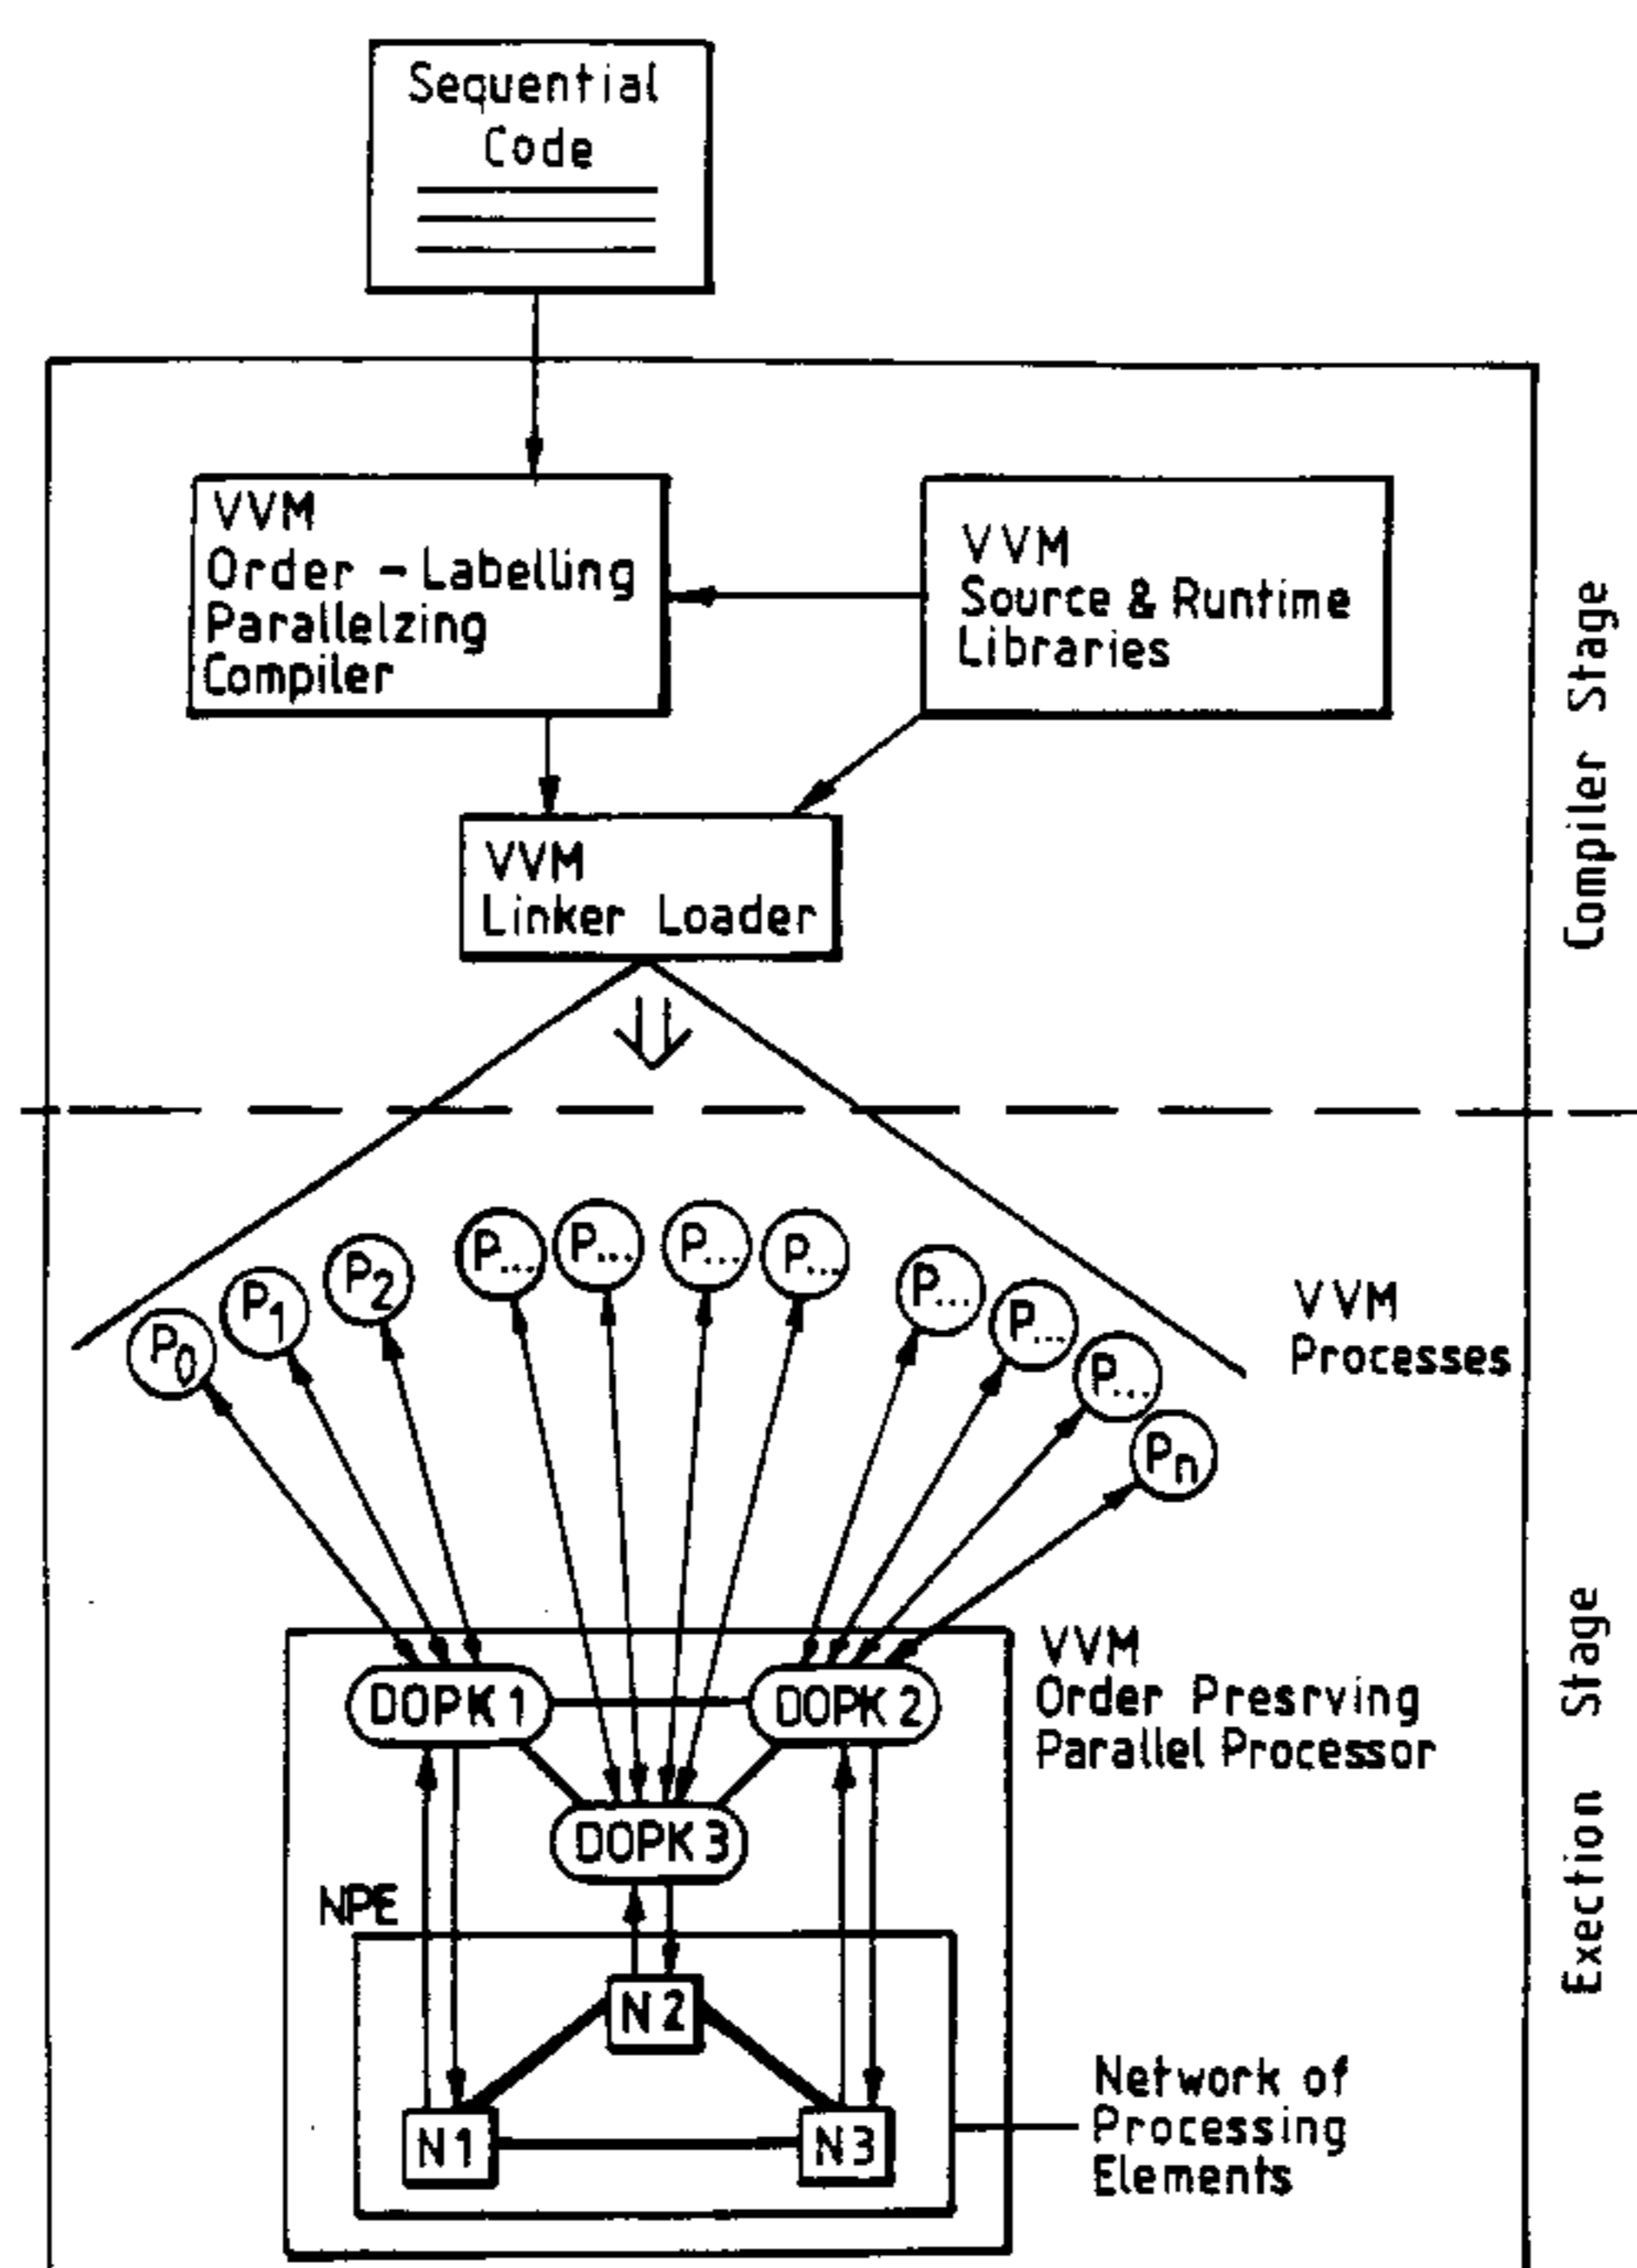 Sequential
Code
VVM
Order - Labelling
Parallelzing
Compiler
VVM
Source & Runtime
Libraries
VVM
Linker Loader
Compiler Stage
P0
P1
P2
P...
P...
P...
P...
P...
P...
P...
Pn
VVM
Processes
DOPK 1
DOPK 2
DOPK 3
VVM
Order Presrving
Parallel Processor
NPE
N2
N1
N3
Network of
Processing
Elements
Exection Stage